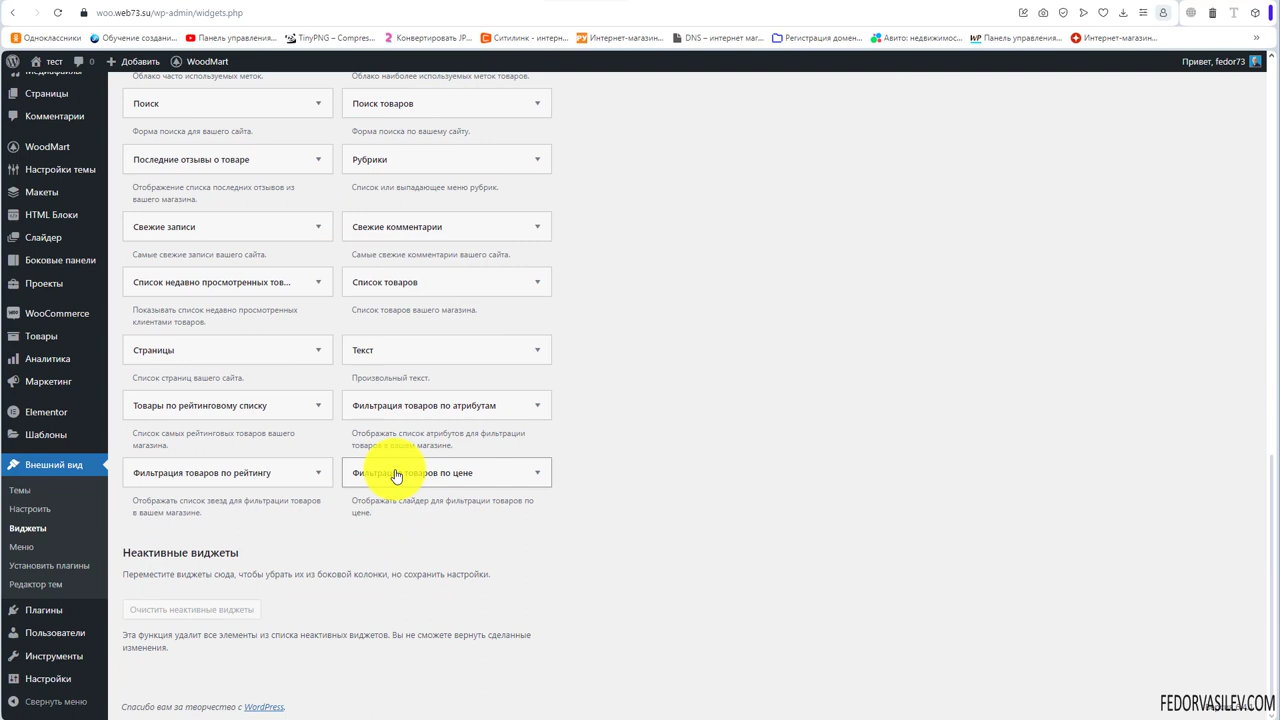 woo.web73.su/wp-admin/widgets.php
Одноклассники
Обучение создани...
Панель управления...
TinyPNG – Compres...
Конвертировать JP...
Ситилинк - интерн...
Интернет-магазин...
DNS – интернет маг...
Регистрация домен...
Авито: недвижимос...
Панель управления...
Интернет-магазин...
тест
0
Добавить
WoodMart
Привет, fedor73
Медиафайлы
Страницы
Комментарии
WoodMart
Настройки темы
Макеты
HTML Блоки
Слайдер
Боковые панели
Проекты
WooCommerce
Товары
Аналитика
Маркетинг
Elementor
Шаблоны
Внешний вид
Темы
Настроить
Виджеты
Меню
Установить плагины
Редактор тем
Плагины
Пользователи
Инструменты
Настройки
Свернуть меню
Облако часто используемых меток.
Облако наиболее используемых меток товаров.
Поиск
Поиск товаров
Форма поиска для вашего сайта.
Форма поиска по вашему сайту.
Последние отзывы о товаре
Рубрики
Отображение списка последних отзывов из
вашего магазина.
Список или выпадающее меню рубрик.
Свежие записи
Свежие комментарии
Самые свежие записи вашего сайта.
Самые свежие комментарии вашего сайта.
Список недавно просмотренных тов...
Список товаров
Показывать список недавно просмотренных
клиентами товаров.
Список товаров вашего магазина.
Страницы
Текст
Список страниц вашего сайта.
Произвольный текст.
Товары по рейтинговому списку
Фильтрация товаров по атрибутам
Список самых рейтинговых товаров вашего
магазина.
Отображать список атрибутов для фильтрации
товаров в вашем магазине.
Фильтрация товаров по рейтингу
Фильтрация товаров по цене
Отображать список звезд для фильтрации товаров
в вашем магазине.
Отображать слайдер для фильтрации товаров по
цене.
Неактивные виджеты
Переместите виджеты сюда, чтобы убрать их из боковой колонки, но сохранить настройки.
Очистить неактивные виджеты
Эта функция удалит все элементы из списка неактивных виджетов. Вы не сможете вернуть сделанные
изменения.
Спасибо вам за творчество с WordPress.
FEDORVASILEV.COM